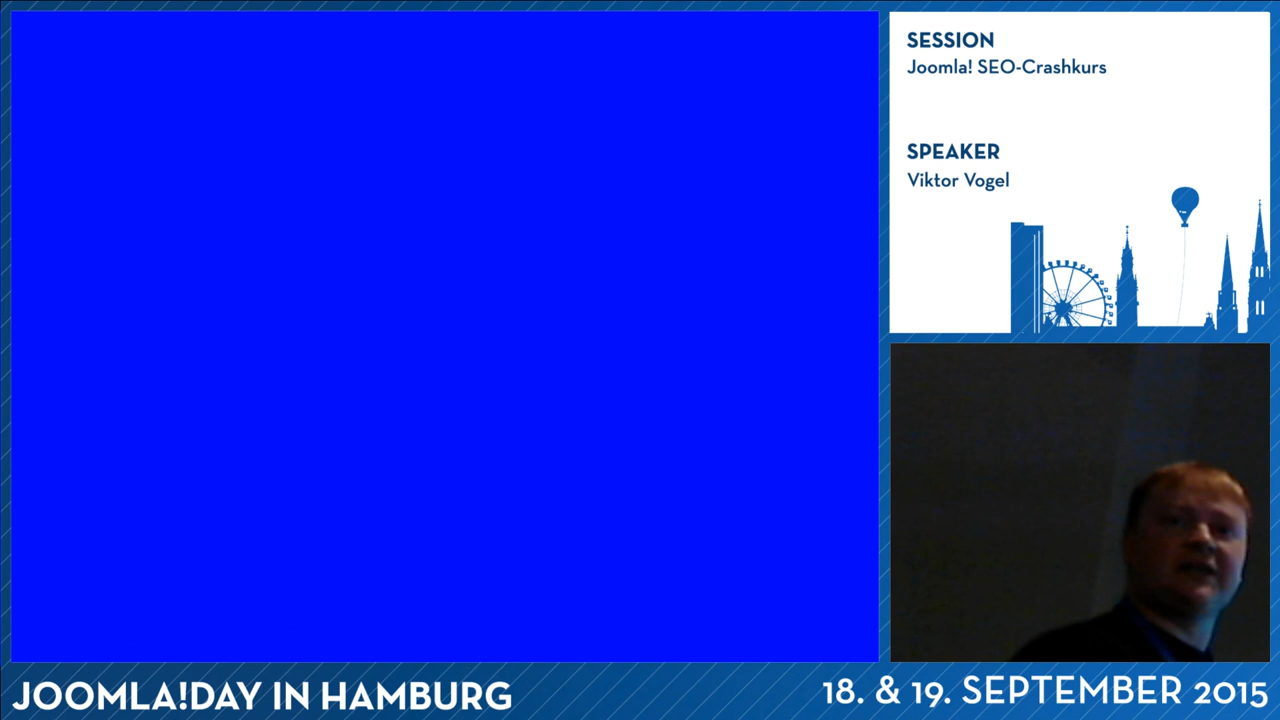 SESSION
Joomla! SEO-Crashkurs
SPEAKER
Viktor Vogel
JOOMLA!DAY IN HAMBURG
18. & 19. SEPTEMBER 2015